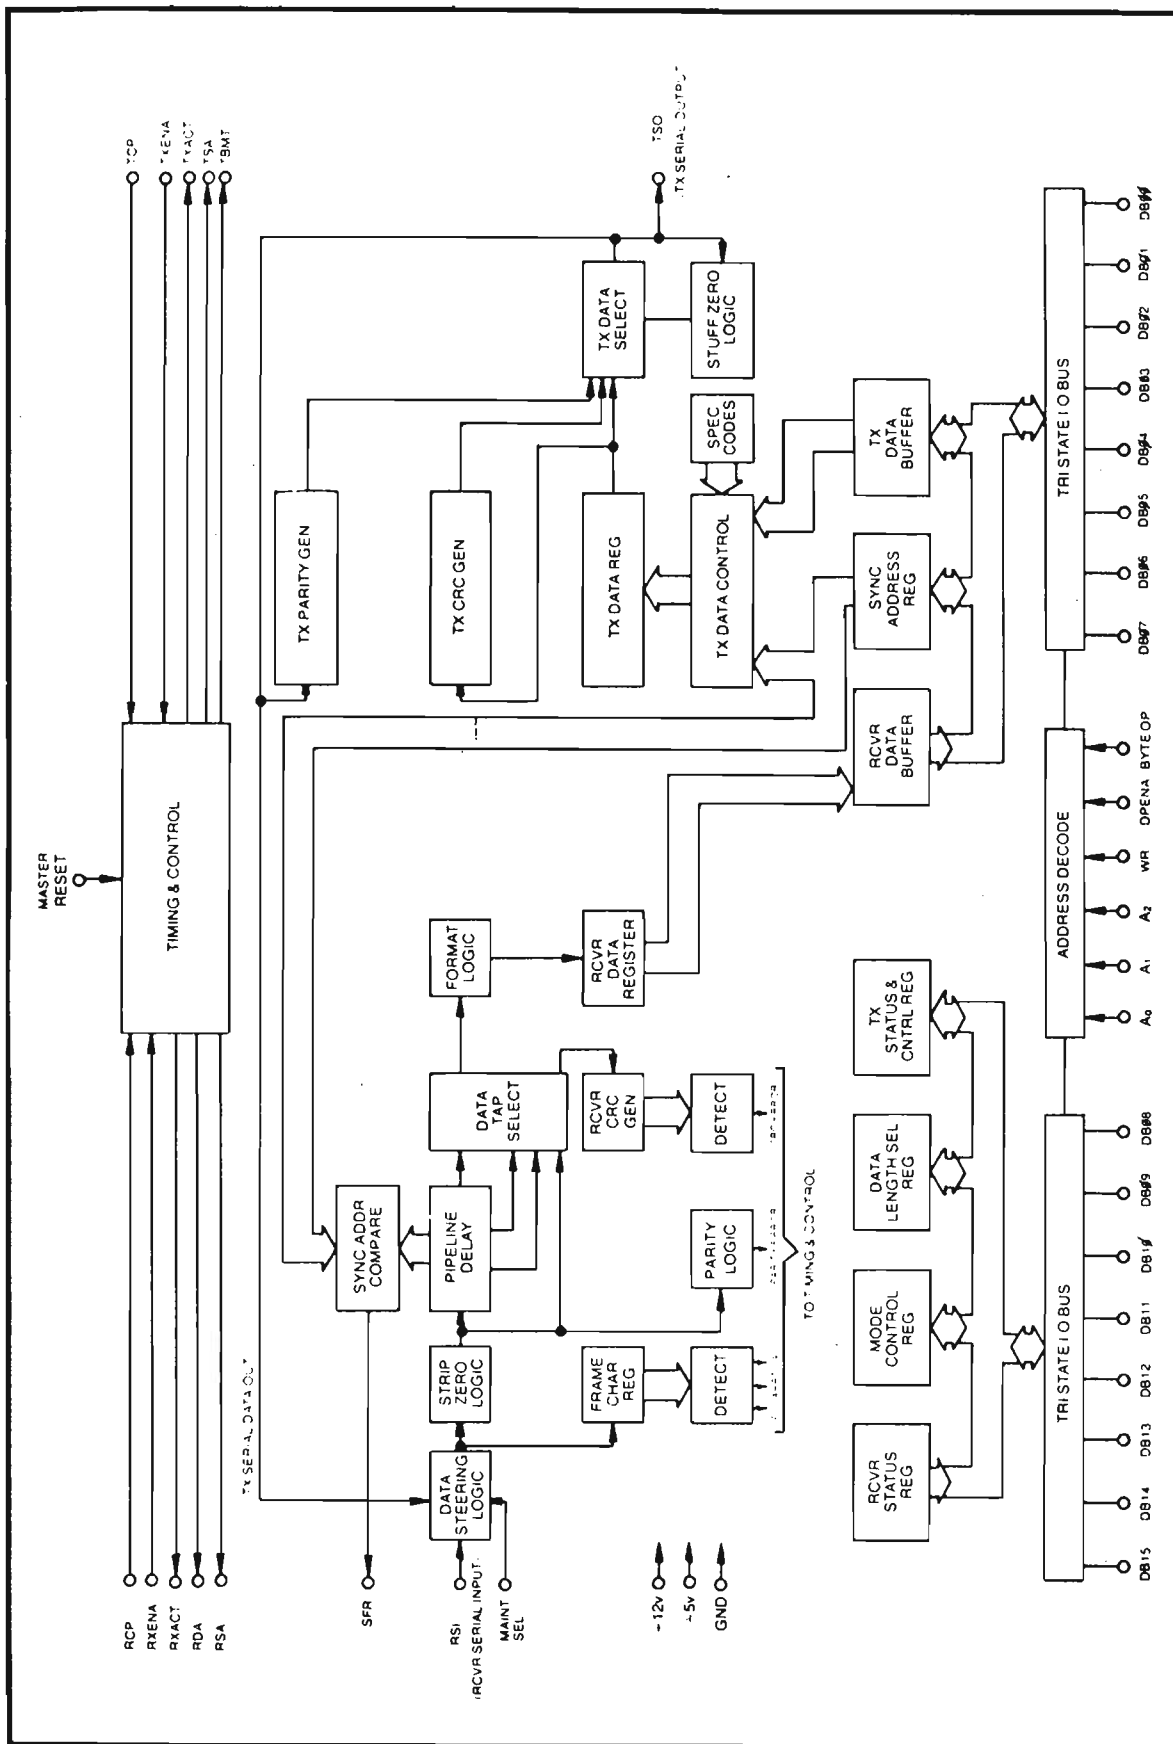 MASTER
RESET
RCP
RXENA
RXACT
RDA
RSA
TIMING & CONTROL
TCP
TXENA
TXACT
TSA
TBMT
TX SERIAL DATA OUT
SFR
SYNC ADDR
COMPARE
TX PARITY GEN
RSI
(RCVR SERIAL INPUT)
MAINT
SEL
DATA
STEERING
LOGIC
STRIP
ZERO
LOGIC
PIPELINE
DELAY
DATA
TAP
SELECT
FORMAT
LOGIC
TX CRC GEN
FRAME
CHAR
REG
RCVR
CRC
GEN
RCVR
DATA
REGISTER
TX DATA REG
TX DATA
SELECT
TSO
TX SERIAL OUTPUT
12v
5v
GND
DETECT
PARITY
LOGIC
DETECT
TX DATA CONTROL
SPEC
CODES
STUFF ZERO
LOGIC
TO TIMING & CONTROL
RCVR
STATUS
REG
MODE
CONTROL
REG
DATA
LENGTH SEL
REG
TX
STATUS &
CNTRL REG
RCVR
DATA
BUFFER
SYNC
ADDRESS
REG
TX
DATA
BUFFER
TRI STATE I O BUS
ADDRESS DECODE
TRI STATE I O BUS
DB15
DB14
DB13
DB12
DB11
DB10
DB09
DB08
A0
A1
A2
WR
DPENA
BYTE OP
DB07
DB06
DB05
DB04
DB03
DB02
DB01
DB00